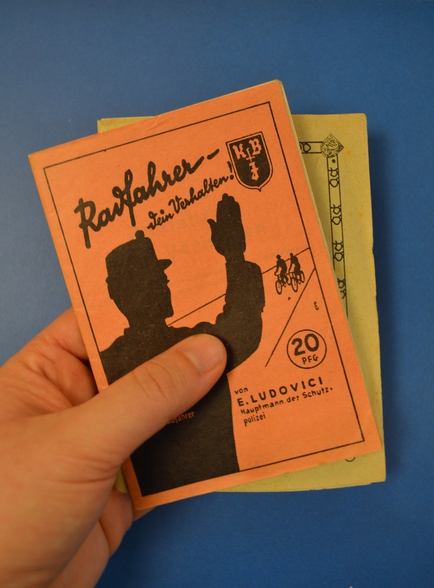 Radfahrer –
dein Verhalten!
20
PFG
von
E. LUDOVICI
Hauptmann der Schutz-
polizei